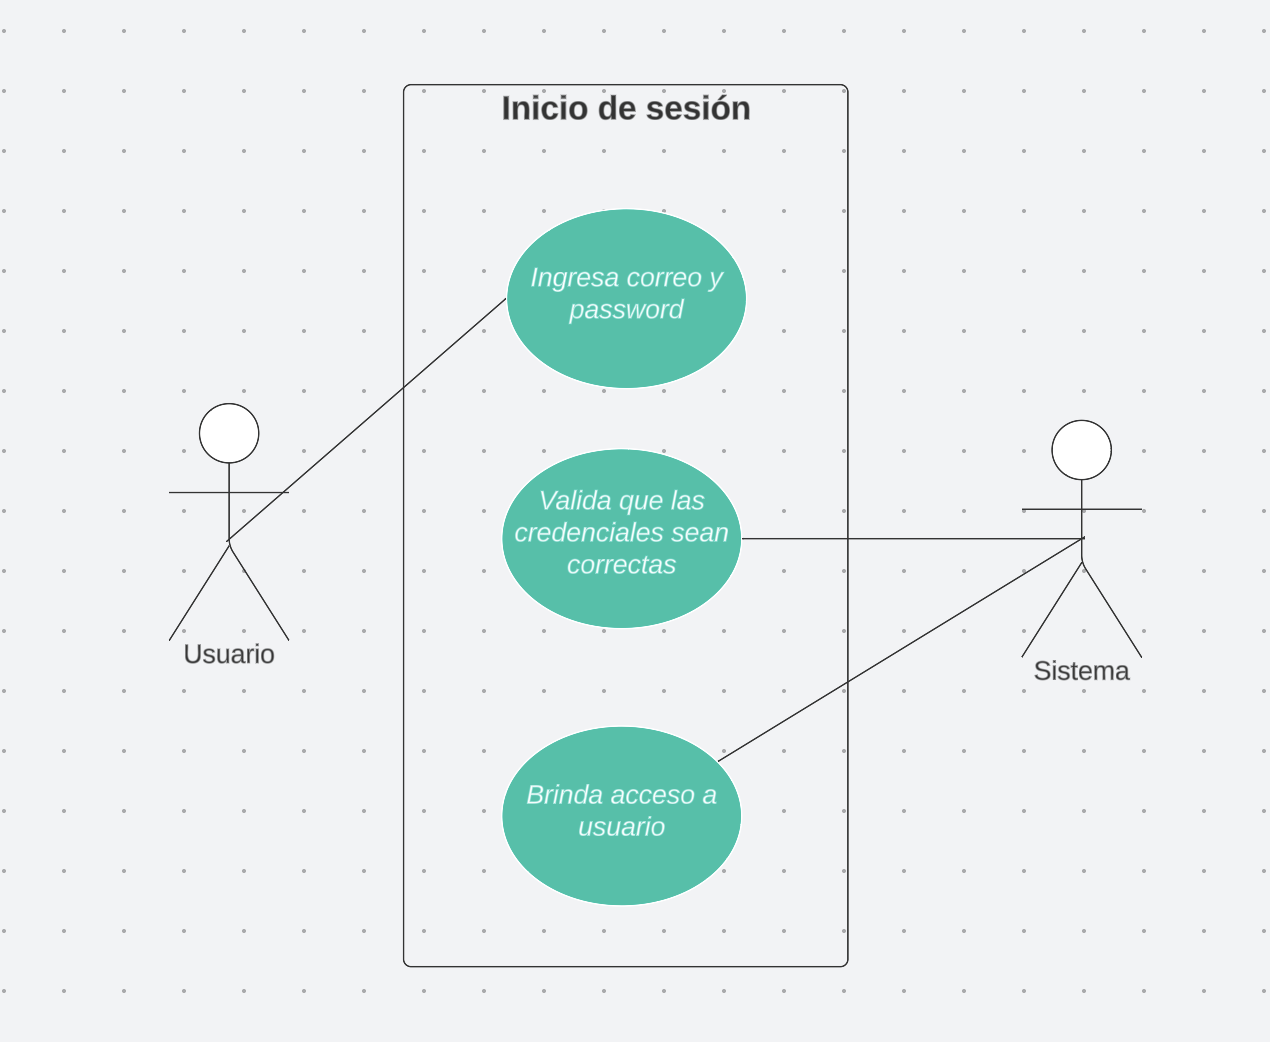 Inicio de sesión
Ingresa correo y
password
Valida que las
credenciales sean
correctas
Usuario
Sistema
Brinda acceso a
usuario